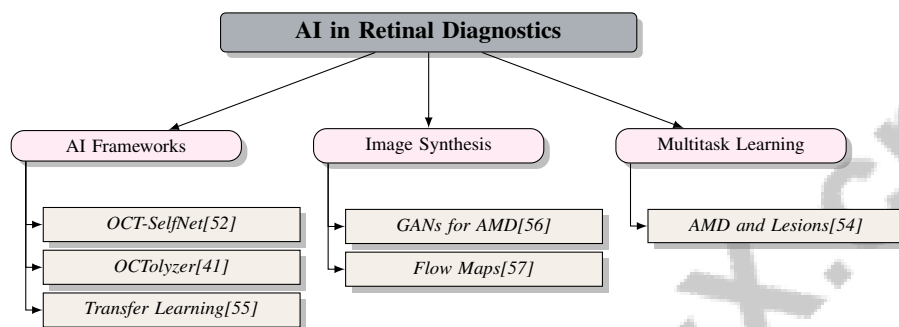 AI in Retinal Diagnostics
AI Frameworks
Image Synthesis
Multitask Learning
OCT-SelfNet[52]
GANs for AMD[56]
AMD and Lesions[54]
OCTolyzer[41]
Flow Maps[57]
Transfer Learning[55]